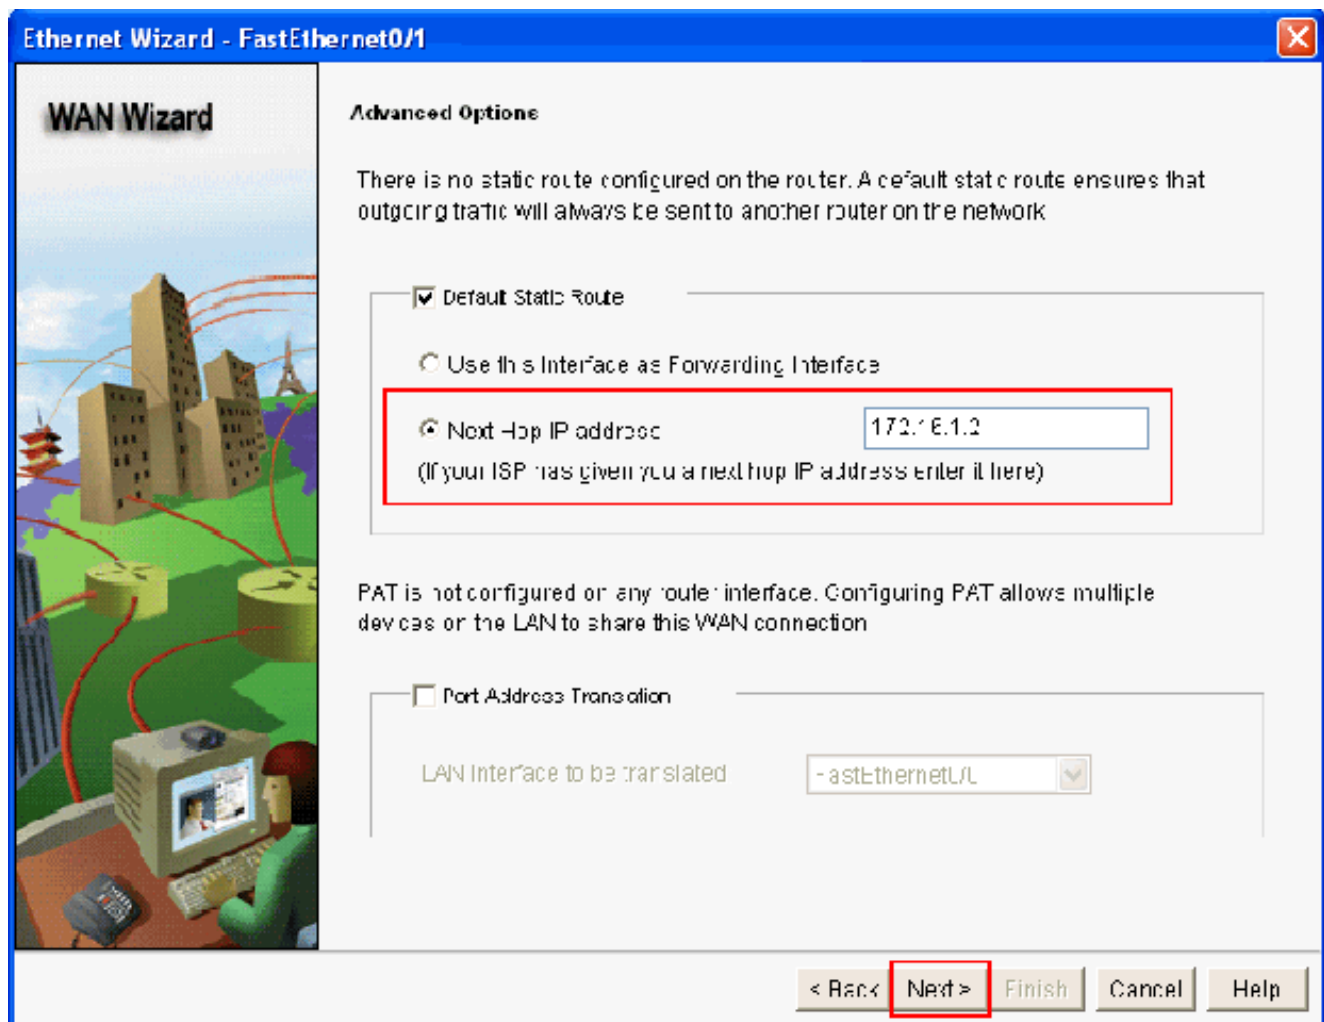 Ethernet Wizard - FastEthernet0/1
WAN Wizard
Advanced Options
There is no static route configured on the router. A default static route ensures that
outgoing traffic will always be sent to another router on the network
Default Static Route
Use this Interface as Forwarding Interface
Next Hop IP address
172.16.1.2
(If your ISP has given you a next hop IP address enter it here)
PAT is not configured on any router interface. Configuring PAT allows multiple
devices on the LAN to share this WAN connection
Port Address Translation
LAN Interface to be translated
FastEthernet0/0
< Back
Next >
Finish
Cancel
Help